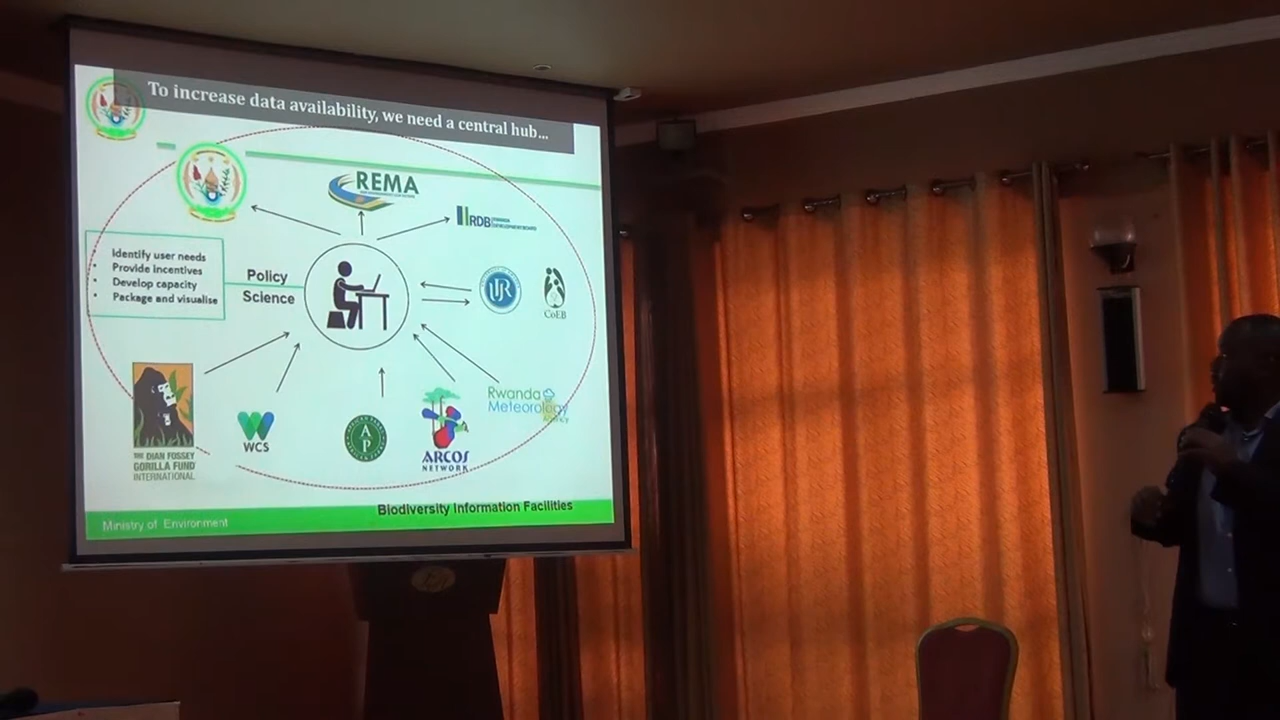 To increase data availability, we need a central hub...
REMA
RDB RWANDA
DEVELOPMENT BOARD
Identify user needs
Provide incentives
Develop capacity
Package and visualise
Policy
Science
UR
CoEB
THE DIAN FOSSEY
GORILLA FUND
INTERNATIONAL
WCS
AP
ARCOS
NETWORK
Rwanda
Meteorology
Biodiversity Information Facilities
Ministry of Environment